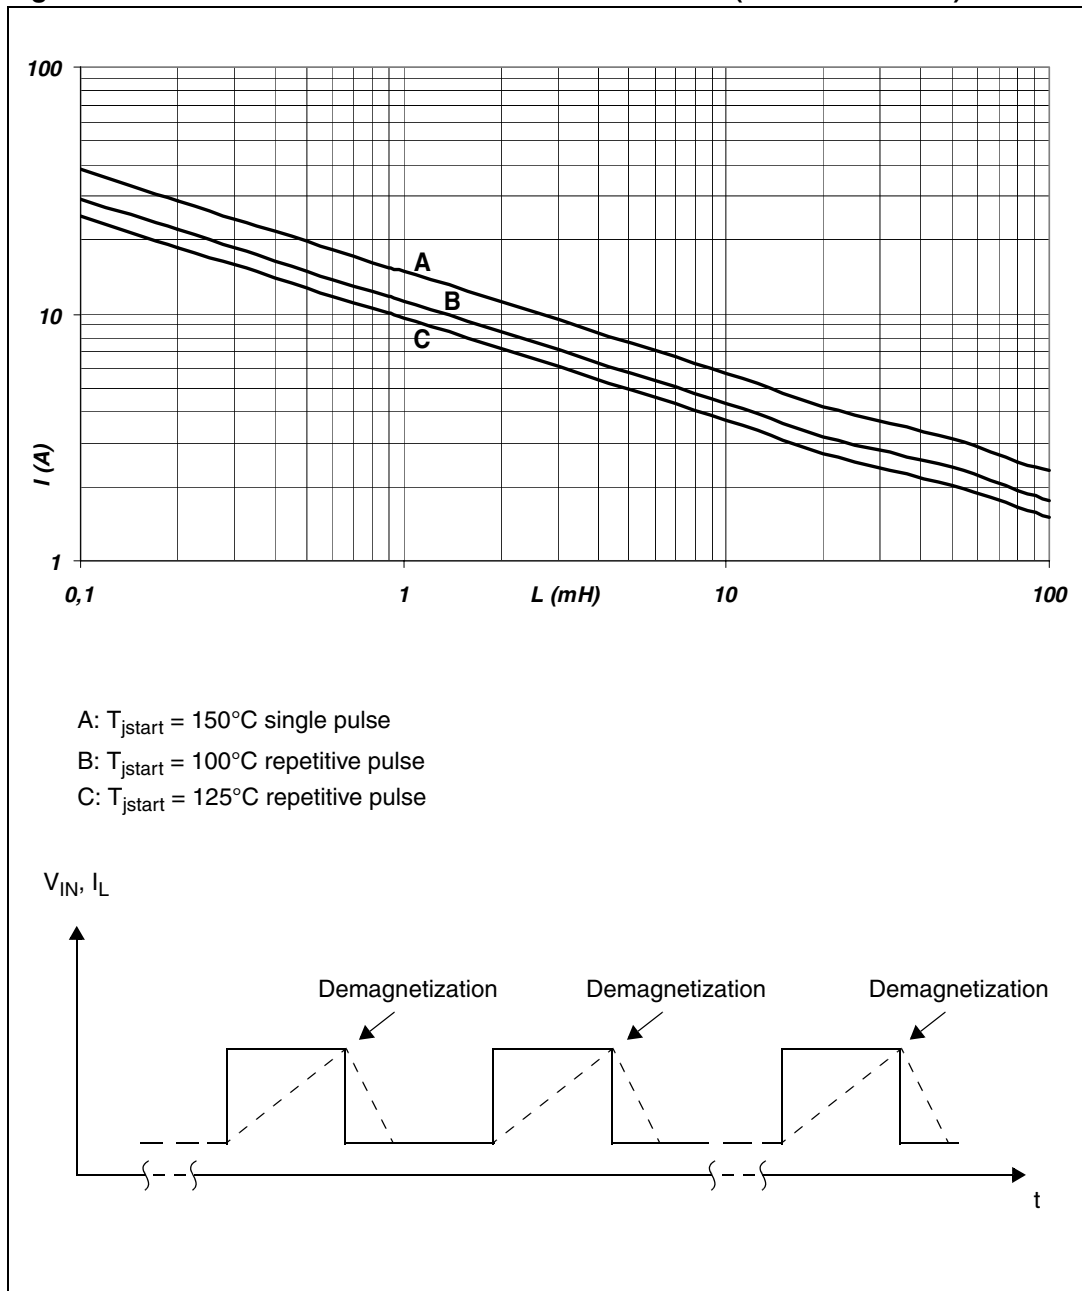 100
10
I (A)
1
A
B
C
0,1 1 L (mH) 10 100
A: Tjstart = 150°C single pulse
B: Tjstart = 100°C repetitive pulse
C: Tjstart = 125°C repetitive pulse
VIN, IL
Demagnetization Demagnetization Demagnetization
t